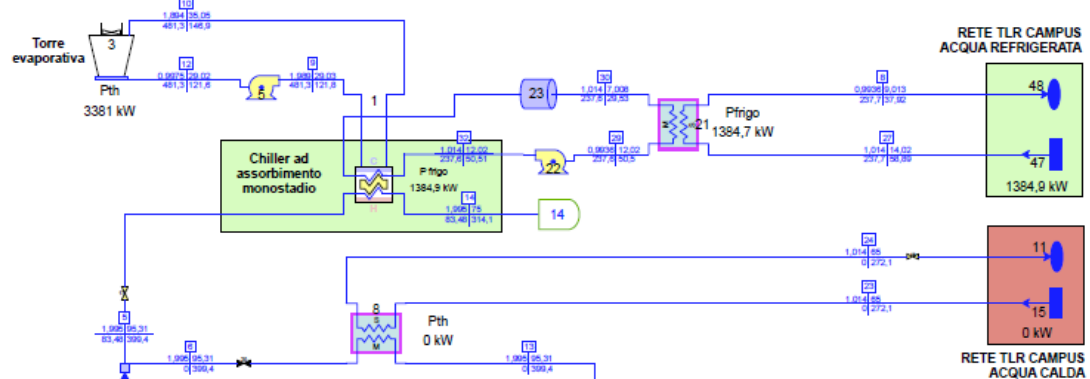 10
1,894 35,05
481,3 146,9
Torre
evaporativa
3
Pth
3381 kW
12
0,9975 29,02
481,3 121,6
5
9
1,989 29,03
481,3 121,8
1
23
30
1,014 7,008
237,6 29,53
21
Pfrigo
1384,7 kW
8
0,9936 9,013
237,7 37,92
RETE TLR CAMPUS
ACQUA REFRIGERATA
48
47
1384,9 kW
Chiller ad
assorbimento
monostadio
C
H
32
1,014 12,02
237,6 50,51
P frigo
1384,9 kW
22
29
0,9936 12,02
237,6 50,5
27
1,014 14,02
237,7 58,89
14
1,995 75
83,48 314,1
14
24
1,014 65
0 272,1
11
23
1,014 65
0 272,1
15
0 kW
RETE TLR CAMPUS
ACQUA CALDA
5
1,995 95,31
83,48 399,4
8
S
M
Pth
0 kW
6
1,995 95,31
0 399,4
13
1,995 95,31
0 399,4